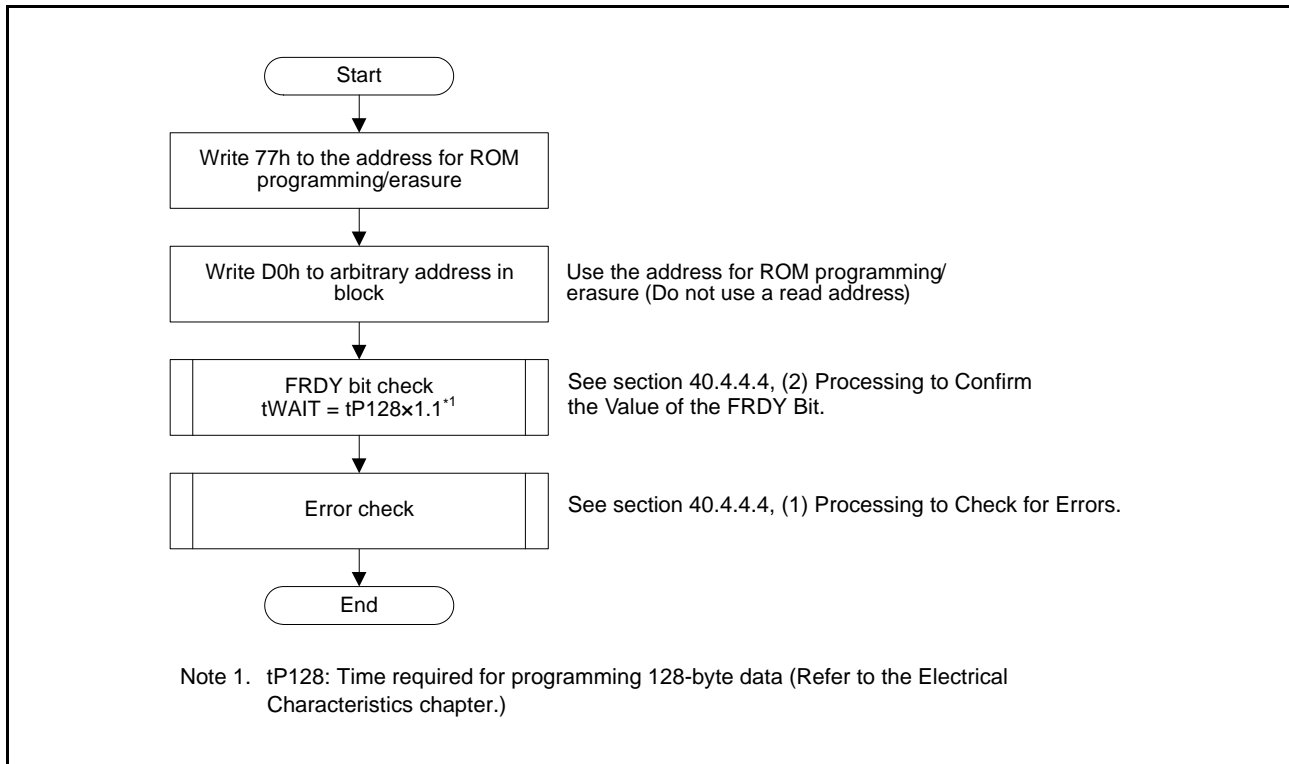 Start
Write 77h to the address for ROM
programming/erasure
Write D0h to arbitrary address in
block
Use the address for ROM programming/
erasure (Do not use a read address)
FRDY bit check
tWAIT = tP128×1.1*1
See section 40.4.4.4, (2) Processing to Confirm
the Value of the FRDY Bit.
Error check
See section 40.4.4.4, (1) Processing to Check for Errors.
End
Note 1. tP128: Time required for programming 128-byte data (Refer to the Electrical
Characteristics chapter.)